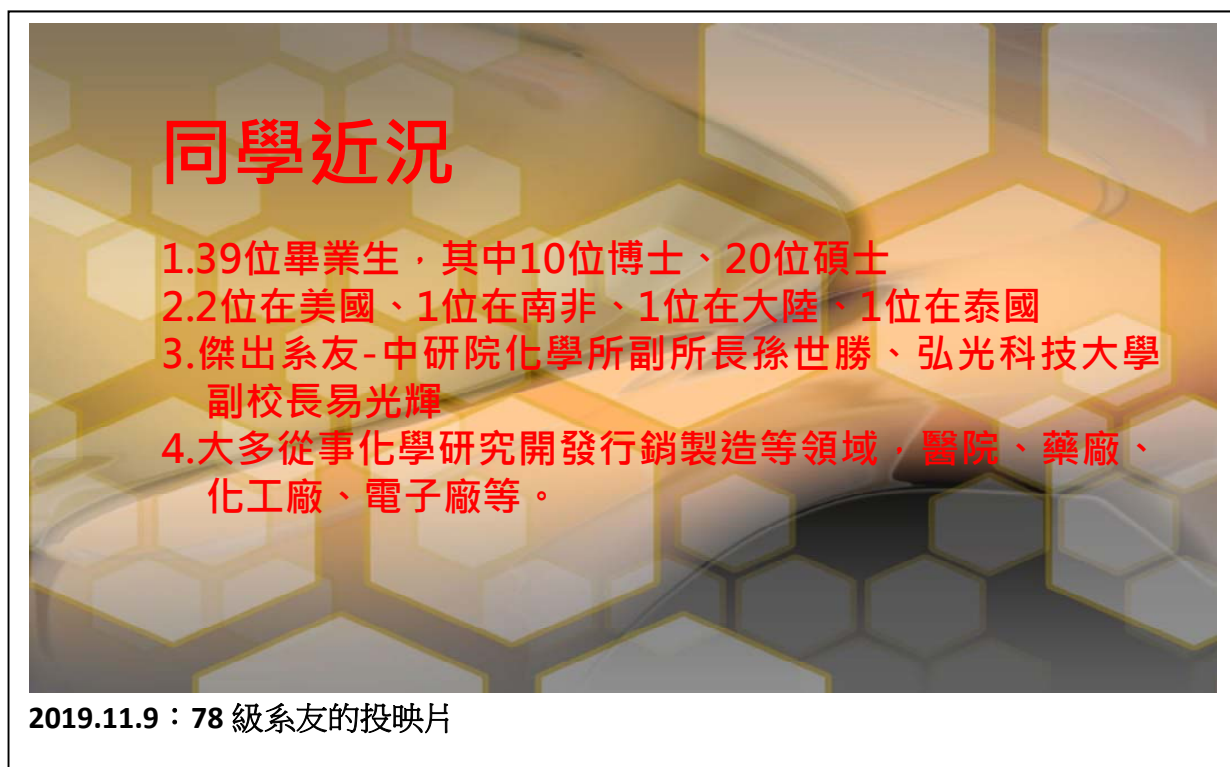 同學近況
1.39位畢業生，其中10位博士、20位碩士
2.2位在美國、1位在南非、1位在大陸、1位在泰國
3.傑出系友-中研院化學所副所長孫世勝、弘光科技大學
副校長易光輝
4.大多從事化學研究開發行銷製造等領域，醫院、藥廠、
化工廠、電子廠等。
2019.11.9：78 級系友的投映片